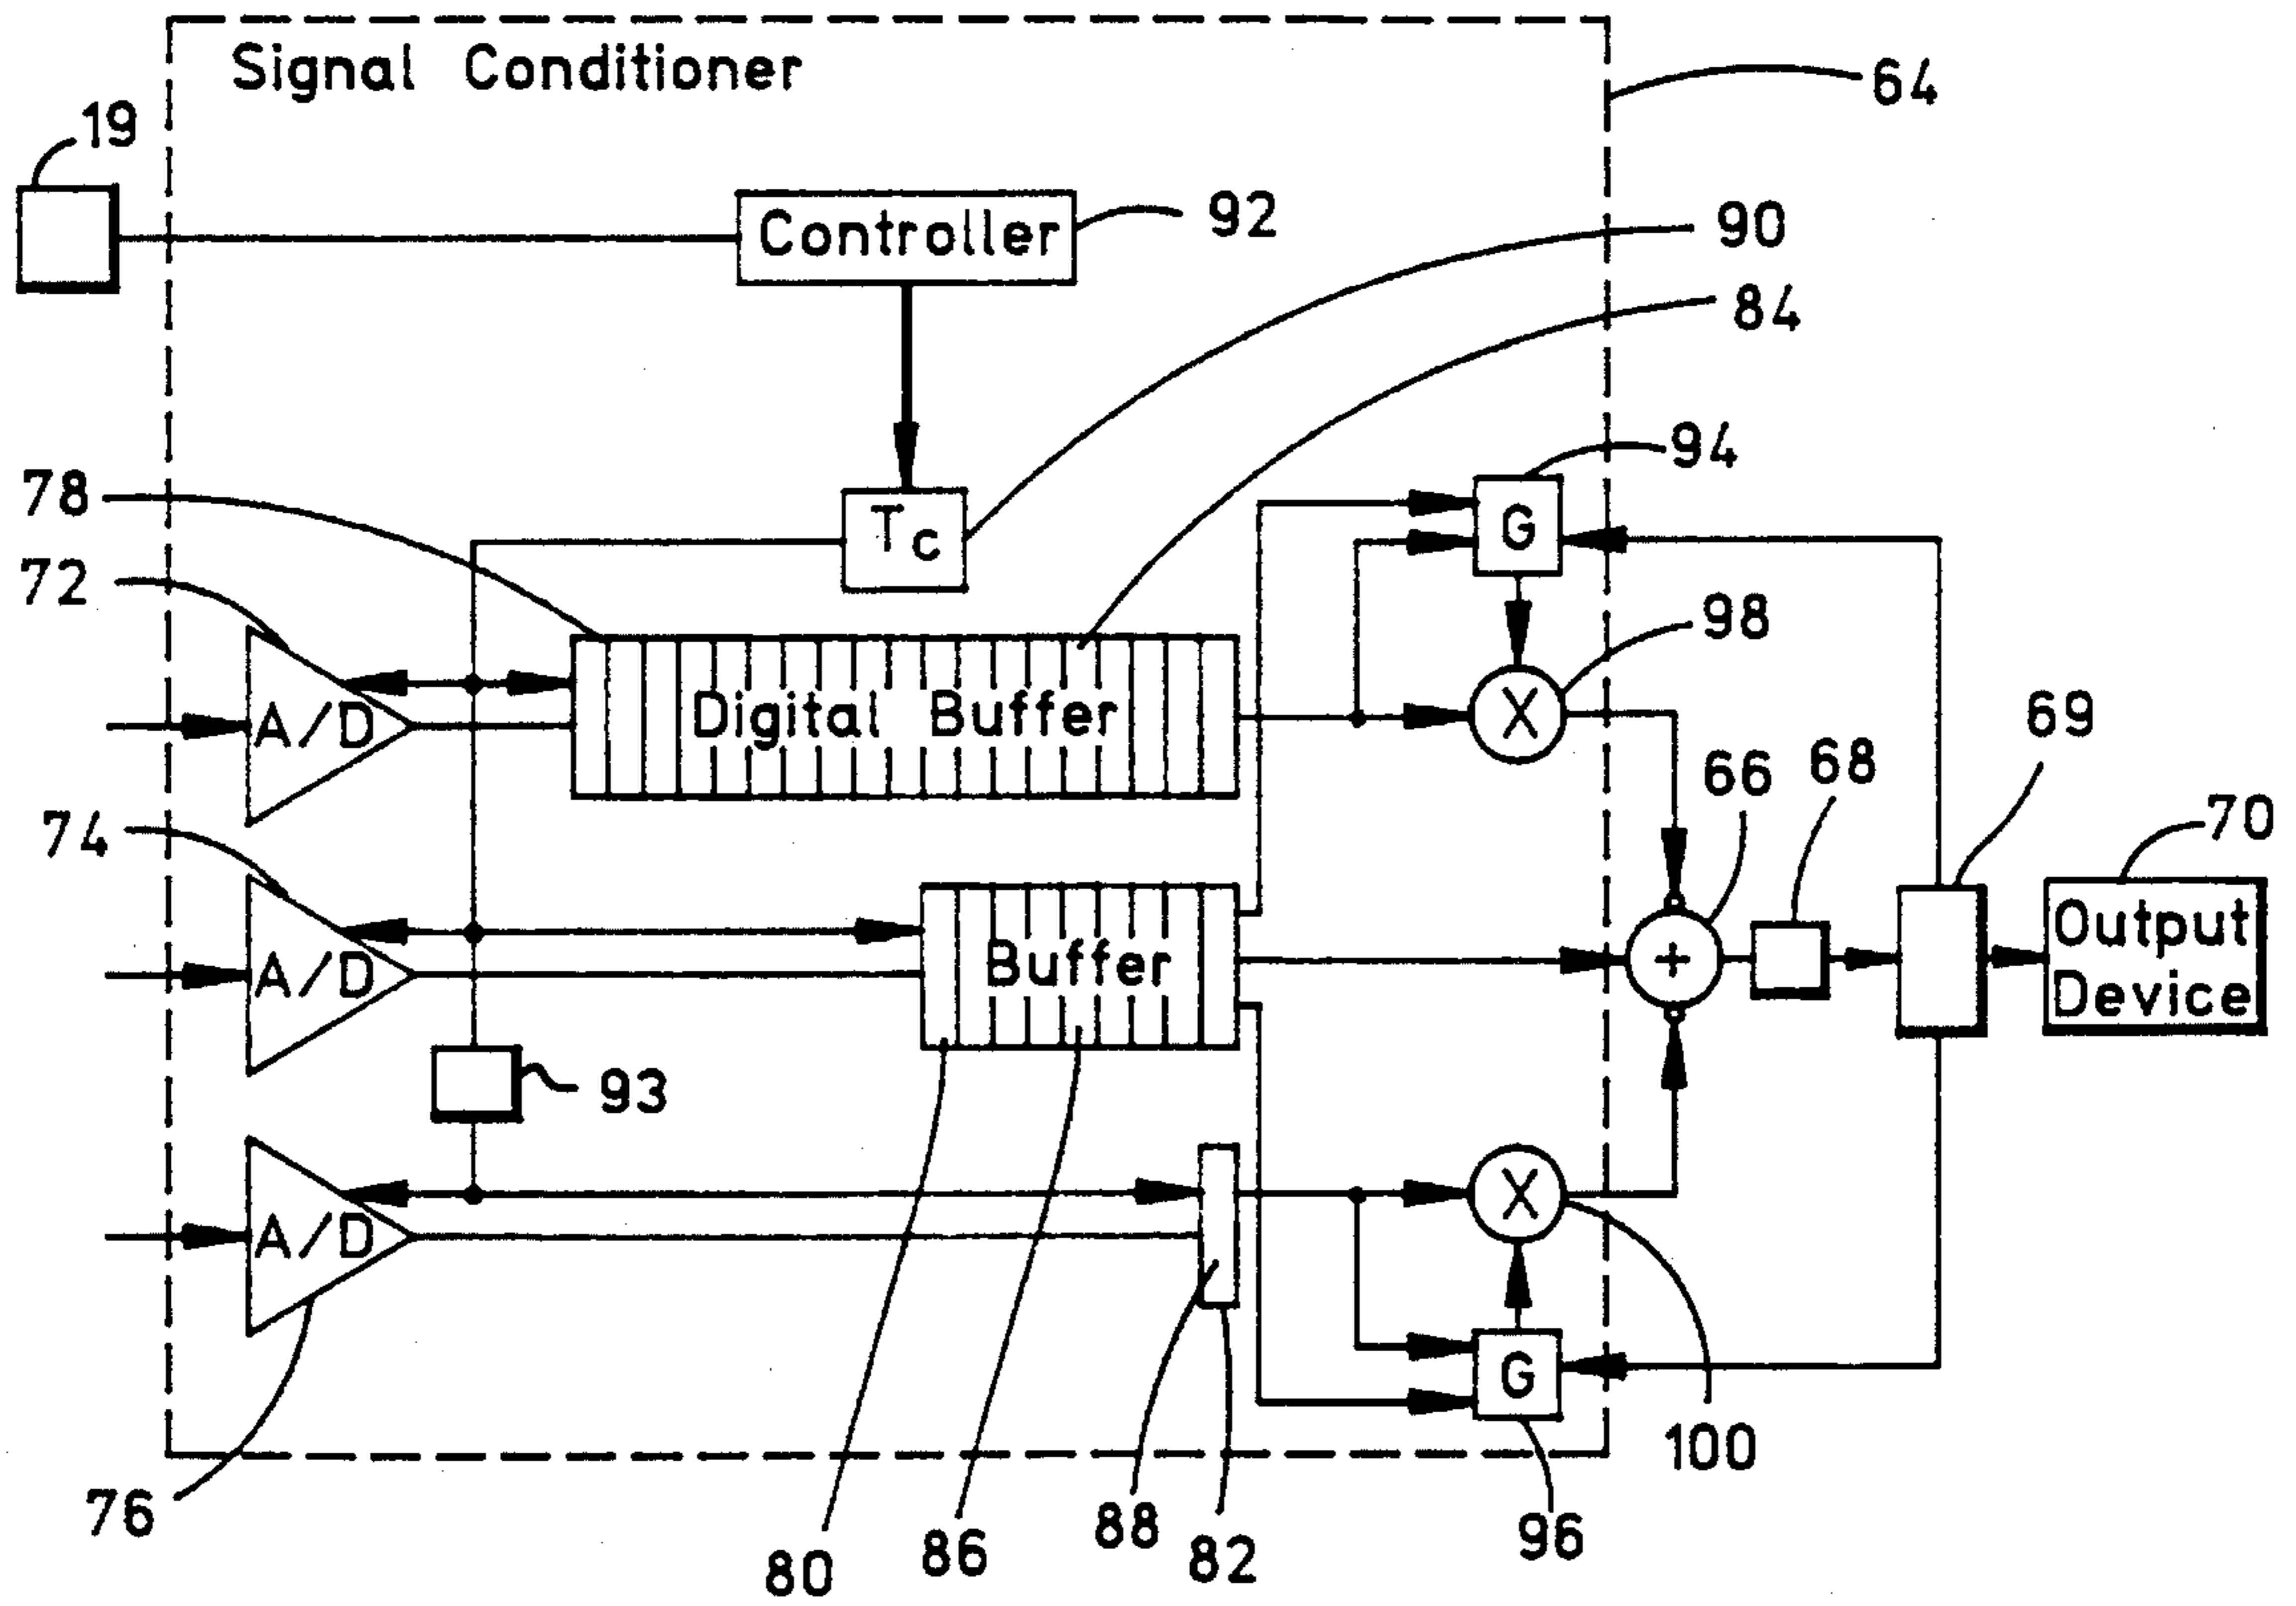 Signal Conditioner
64
19
Controller
92
90
84
94
78
Tc
G
72
98
A/D
Digital Buffer
X
69
66
68
70
74
A/D
Buffer
+
Output
Device
93
A/D
X
G
100
76
88
96
80
86
82